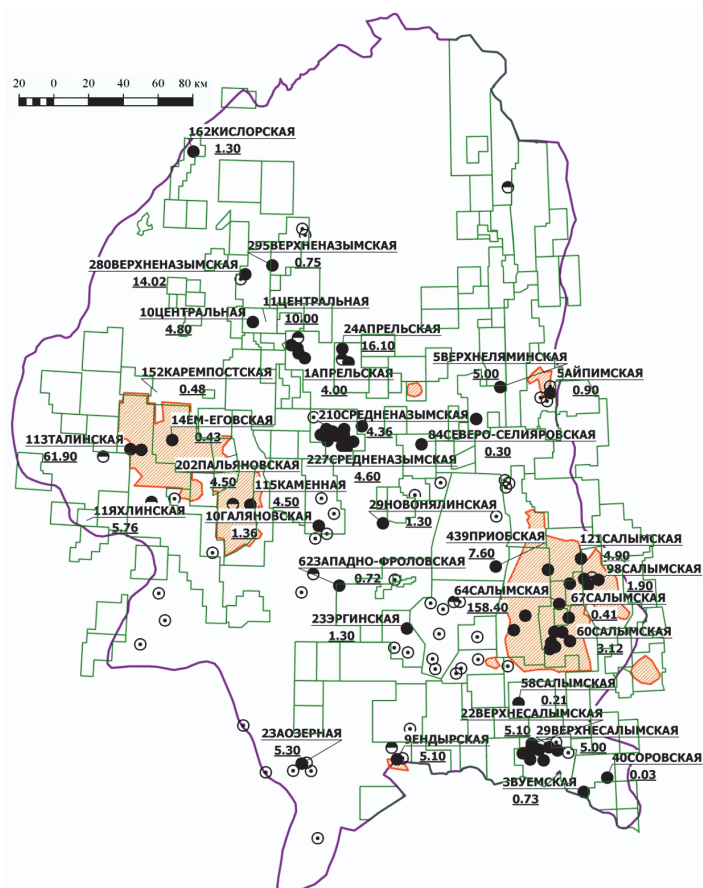 20 0 20 40 60 80 км
162КИСЛОРСКАЯ
1.30
295ВЕРХНЕНАЗЫМСКАЯ
0.75
280ВЕРХНЕНАЗЫМСКАЯ
14.02
11ЦЕНТРАЛЬНАЯ
10.00
10ЦЕНТРАЛЬНАЯ
4.80
24АПРЕЛЬСКАЯ
16.10
1АПРЕЛЬСКАЯ
4.00
5ВЕРХНЕЛЯМИНСКАЯ
5.00
5АЙПИМСКАЯ
0.90
152КАРЕМПОСТСКАЯ
0.48
14ЕМ-ЕГОВСКАЯ
0.43
210СРЕДНЕНАЗЫМСКАЯ
4.36
84СЕВЕРО-СЕЛИЯРОВСКАЯ
0.30
113ТАЛИНСКАЯ
61.90
202ПАЛЬЯНОВСКАЯ
4.50
227СРЕДНЕНАЗЫМСКАЯ
4.60
115КАМЕННАЯ
4.50
119ЯХЛИНСКАЯ
5.76
10ГАЛЯНОВСКАЯ
1.36
29НОВОНЯЛИНСКАЯ
1.30
439ПРИОБСКАЯ
7.60
121САЛЫМСКАЯ
4.90
623АПАДНО-ФРОЛОВСКАЯ
0.72
98САЛЫМСКАЯ
1.90
64САЛЫМСКАЯ
158.40
67САЛЫМСКАЯ
0.41
23ЭРГИНСКАЯ
1.30
60САЛЫМСКАЯ
3.12
58САЛЫМСКАЯ
0.21
22ВЕРХНЕСАЛЫМСКАЯ
5.10
29ВЕРХНЕСАЛЫМСКАЯ
5.00
23АОЗЕРНАЯ
5.30
9ЕНДЫРСКАЯ
5.10
40СОРОВСКАЯ
0.03
3ВУЕМСКАЯ
0.73